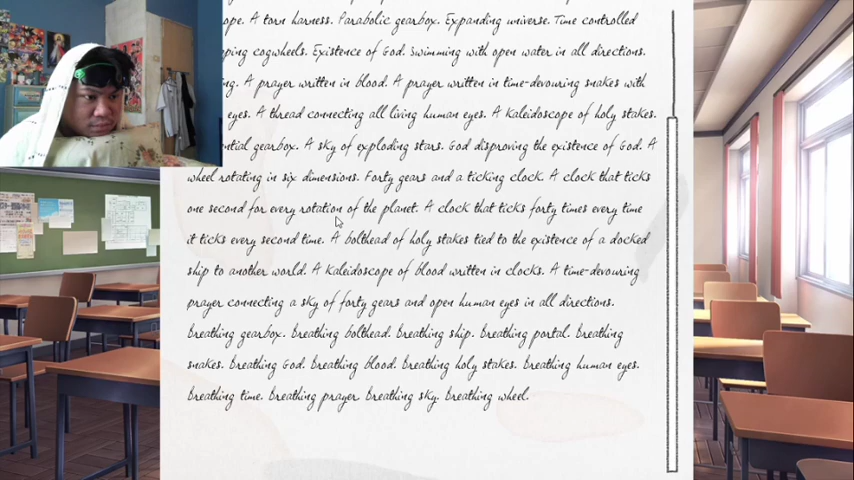 ope. A torn harness. Parabolic gearbox. Expanding universe. Time controlled
ping cogwheels. Existence of God. Swimming with open water in all directions.
ng. A prayer written in blood. A prayer written in time-devouring snakes with
eyes. A thread connecting all living human eyes. A kaleidoscope of holy stakes.
ntial gearbox. A sky of exploding stars. God disproving the existence of God. A
wheel rotating in six dimensions. Forty gears and a ticking clock. A clock that ticks
one second for every rotation of the planet. A clock that ticks forty times every time
it ticks every second time. A bolthead of holy stakes tied to the existence of a docked
ship to another world. A kaleidoscope of blood written in clocks. A time-devouring
prayer connecting a sky of forty gears and open human eyes in all directions.
Breathing gearbox. Breathing bolthead. Breathing ship. Breathing portal. Breathing
snakes. Breathing God. Breathing blood. Breathing holy stakes. Breathing human eyes.
Breathing time. Breathing prayer. Breathing sky. Breathing wheel.